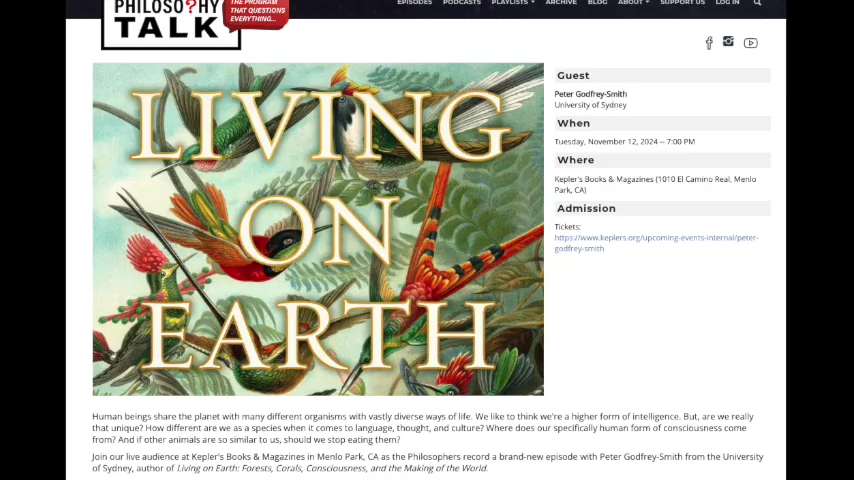 PHILOSO?HY
TALK
THE PROGRAM
THAT QUESTIONS
EVERYTHING...
EPISODES PODCASTS PLAYLISTS ARCHIVE BLOG ABOUT SUPPORT US LOG IN
LIVING
ON
EARTH
Guest
Peter Godfrey-Smith
University of Sydney
When
Tuesday, November 12, 2024 -- 7:00 PM
Where
Kepler's Books & Magazines (1010 El Camino Real, Menlo
Park, CA)
Admission
Tickets:
https://www.keplers.org/upcoming-events-internal/peter-
godfrey-smith
Human beings share the planet with many different organisms with vastly diverse ways of life. We like to think we're a higher form of intelligence. But, are we really
that unique? How different are we as a species when it comes to language, thought, and culture? Where does our specifically human form of consciousness come
from? And if other animals are so similar to us, should we stop eating them?
Join our live audience at Kepler's Books & Magazines in Menlo Park, CA as the Philosophers record a brand-new episode with Peter Godfrey-Smith from the University
of Sydney, author of Living on Earth: Forests, Corals, Consciousness, and the Making of the World.